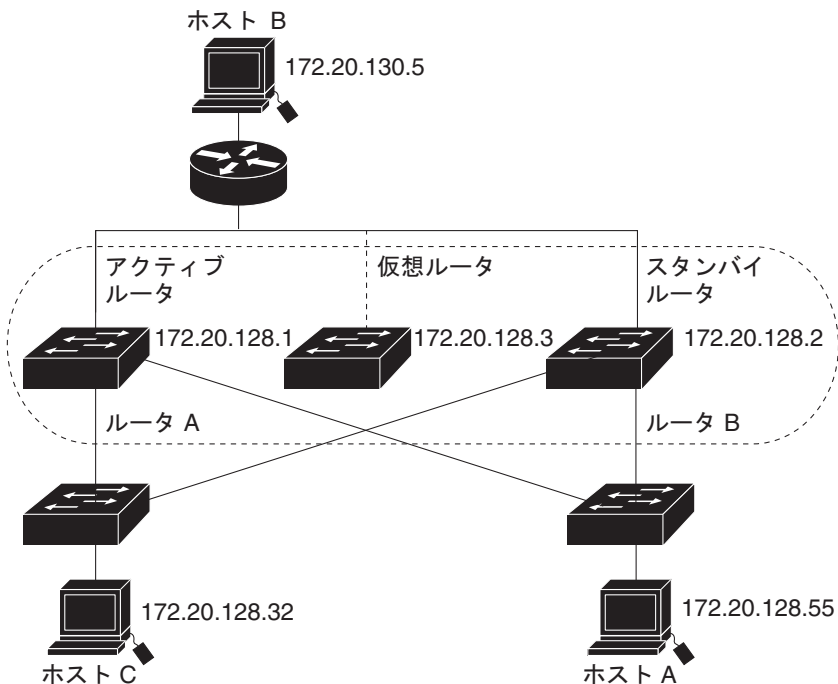 ホスト B
172.20.130.5
アクティブ
ルータ
仮想ルータ
スタンバイ
ルータ
172.20.128.1
172.20.128.3
172.20.128.2
ルータ A
ルータ B
172.20.128.32
172.20.128.55
ホスト C
ホスト A